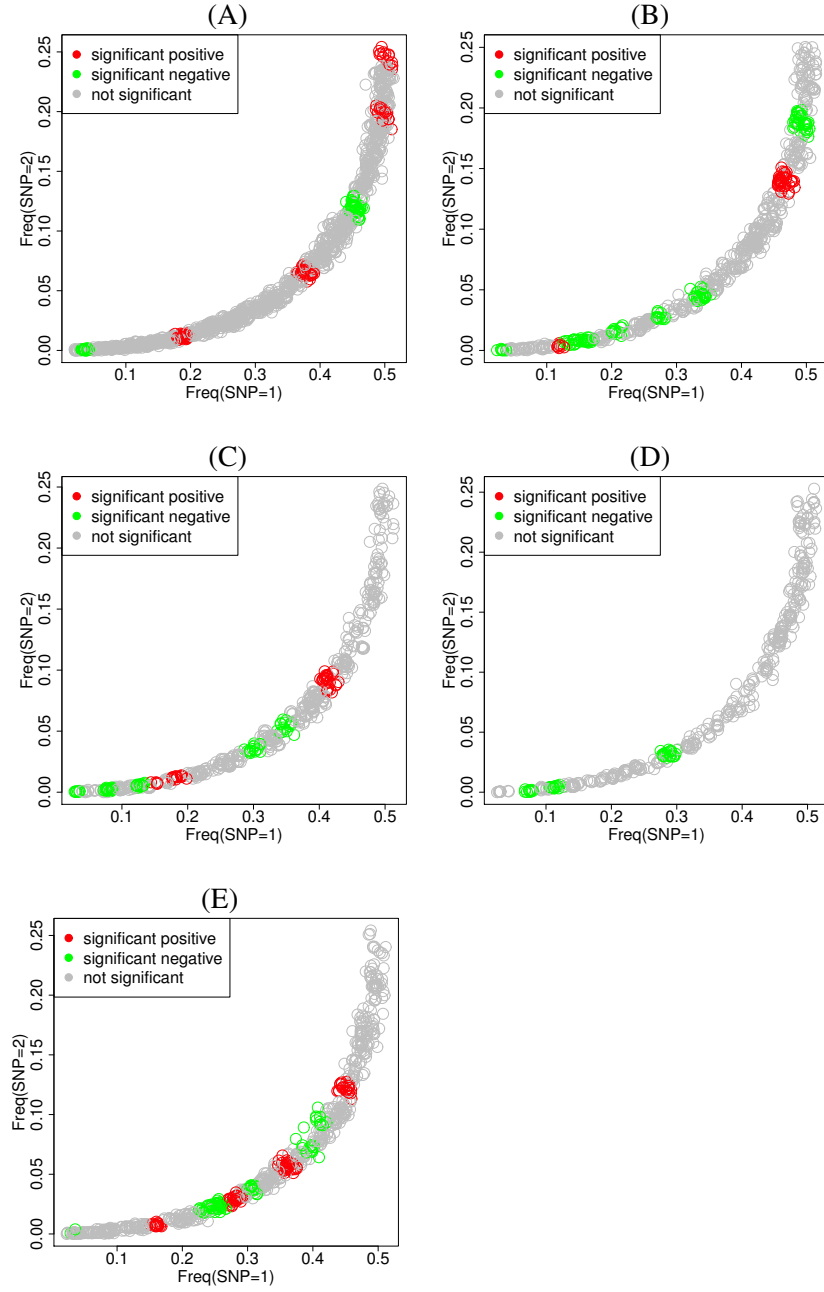 (A)
significant positive
significant negative
not significant
0.25
0.20
0.15
0.10
0.05
0.00
Freq(SNP=2)
0.1 0.2 0.3 0.4 0.5
Freq(SNP=1)
(B)
significant positive
significant negative
not significant
0.25
0.20
0.15
0.10
0.05
0.00
Freq(SNP=2)
0.1 0.2 0.3 0.4 0.5
Freq(SNP=1)
(C)
significant positive
significant negative
not significant
0.25
0.20
0.15
0.10
0.05
0.00
Freq(SNP=2)
0.1 0.2 0.3 0.4 0.5
Freq(SNP=1)
(D)
significant positive
significant negative
not significant
0.25
0.20
0.15
0.10
0.05
0.00
Freq(SNP=2)
0.1 0.2 0.3 0.4 0.5
Freq(SNP=1)
(E)
significant positive
significant negative
not significant
0.25
0.20
0.15
0.10
0.05
0.00
Freq(SNP=2)
0.1 0.2 0.3 0.4 0.5
Freq(SNP=1)